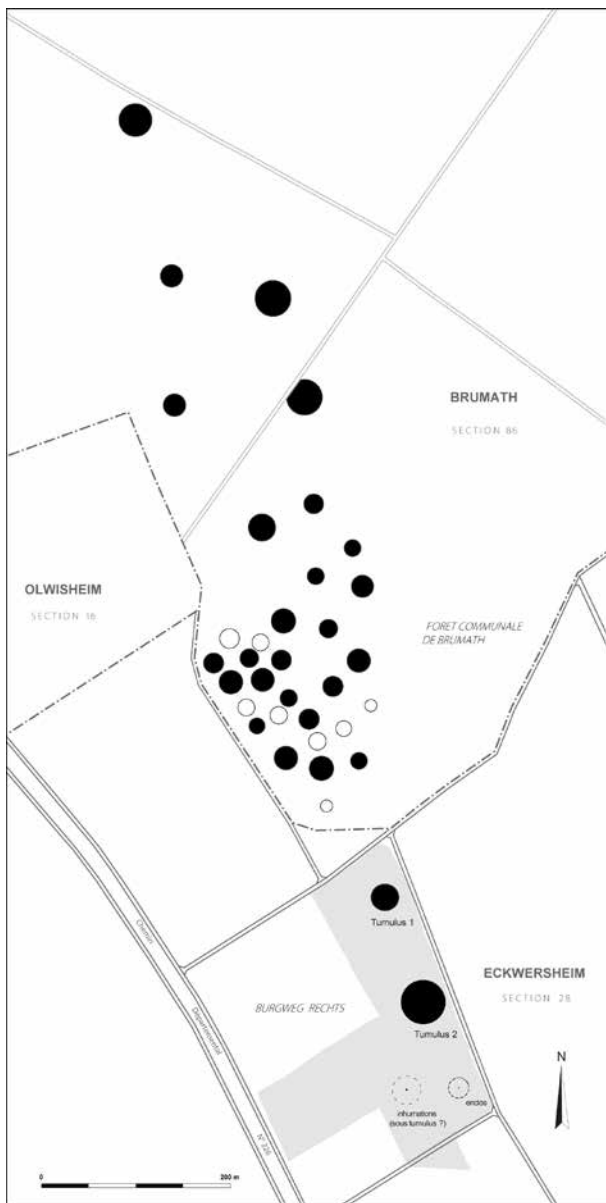 BRUMATH
SECTION 86
OLWISHEIM
SECTION 16
FORET COMMUNALE
DE BRUMATH
Tumulus 1
ECKWERSHEIM
SECTION 28
BURGWEG RECHTS
Tumulus 2
Chemin
Départemental
N° 226
inhumations
(sous tumulus ?)
enclos
N
0
200 m